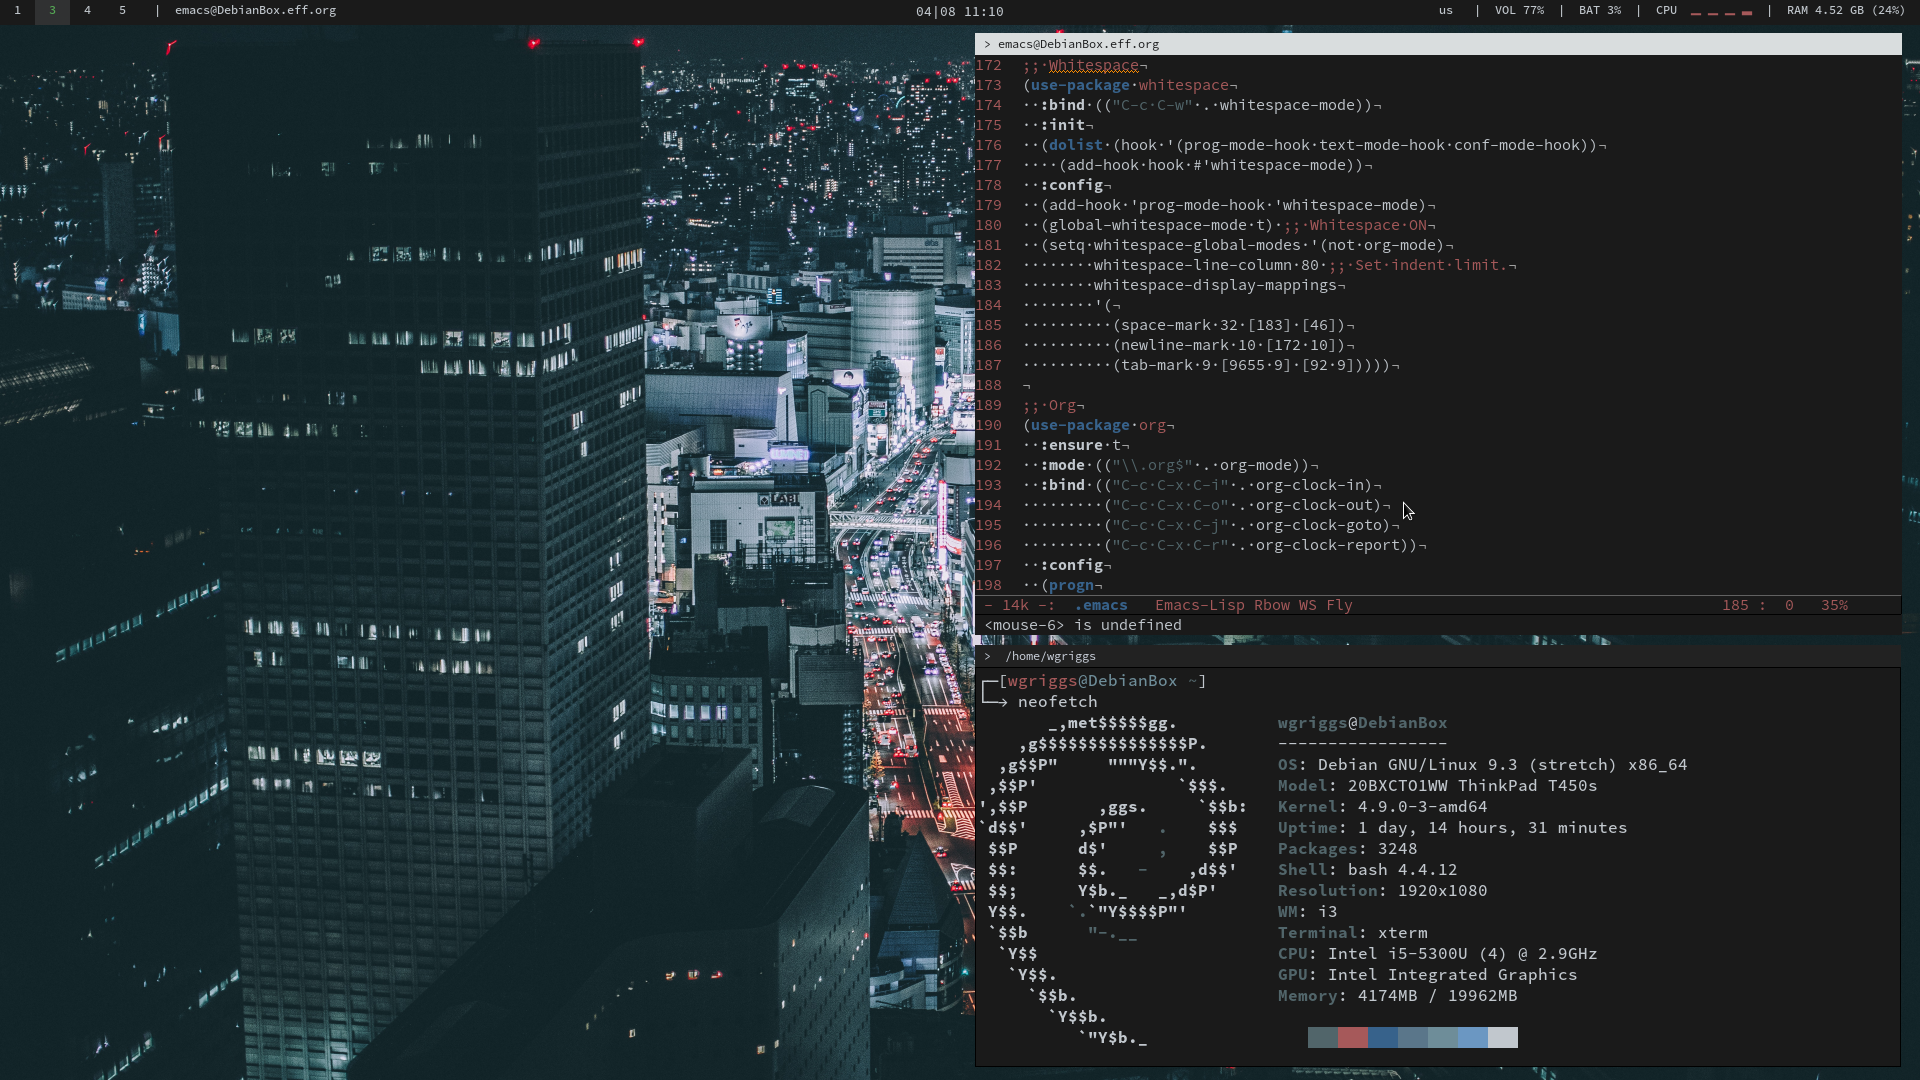 1 3 4 5 | emacs@DebianBox.eff.org 04|08 11:10 us | VOL 77% | BAT 3% | CPU | RAM 4.52 GB (24%)
> emacs@DebianBox.eff.org
172 ;;·Whitespace¬
173 (use-package·whitespace¬
174 ··:bind·(("C-c·C-w"·.·whitespace-mode))¬
175 ··:init¬
176 ··(dolist·(hook·'(prog-mode-hook·text-mode-hook·conf-mode-hook))¬
177 ····(add-hook·hook·#'whitespace-mode))¬
178 ··:config¬
179 ··(add-hook·'prog-mode-hook·'whitespace-mode)¬
180 ··(global-whitespace-mode·t)·;;·Whitespace·ON¬
181 ··(setq·whitespace-global-modes·'(not·org-mode)¬
182 ········whitespace-line-column·80·;;·Set·indent·limit.¬
183 ········whitespace-display-mappings¬
184 ········'(¬
185 ··········(space-mark·32·[183]·[46])¬
186 ··········(newline-mark·10·[172·10])¬
187 ··········(tab-mark·9·[9655·9]·[92·9]))))¬
188 ¬
189 ;;·Org¬
190 (use-package·org¬
191 ··:ensure·t¬
192 ··:mode·(("\\.org$"·.·org-mode))¬
193 ··:bind·(("C-c·C-x·C-i"·.·org-clock-in)¬
194 ·········("C-c·C-x·C-o"·.·org-clock-out)¬
195 ·········("C-c·C-x·C-j"·.·org-clock-goto)¬
196 ·········("C-c·C-x·C-r"·.·org-clock-report))¬
197 ··:config¬
198 ··(progn¬
- 14k -: .emacs Emacs-Lisp Rbow WS Fly 185 : 0 35%
<mouse-6> is undefined
> /home/wgriggs
┌─[wgriggs@DebianBox ~]
└─→ neofetch
       _,met$$$$$gg.          wgriggs@DebianBox
    ,g$$$$$$$$$$$$$$$P.       -----------------
  ,g$$P"     """Y$$.".        OS: Debian GNU/Linux 9.3 (stretch) x86_64
 ,$$P'              `$$$.     Model: 20BXCTO1WW ThinkPad T450s
',$$P       ,ggs.     `$$b:   Kernel: 4.9.0-3-amd64
`d$$'     ,$P"'   .    $$$    Uptime: 1 day, 14 hours, 31 minutes
 $$P      d$'     ,    $$P    Packages: 3248
 $$:      $$.   -    ,d$$'    Shell: bash 4.4.12
 $$;      Y$b._   _,d$P'      Resolution: 1920x1080
 Y$$.    `.`"Y$$$$P"'         WM: i3
 `$$b      "-.__              Terminal: xterm
  `Y$$                        CPU: Intel i5-5300U (4) @ 2.9GHz
   `Y$$.                      GPU: Intel Integrated Graphics
     `$$b.                    Memory: 4174MB / 19962MB
       `Y$$b.
          `"Y$b._
LABI